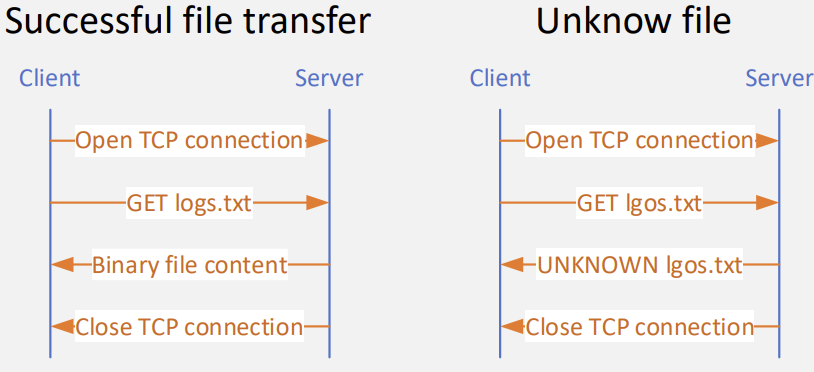 Successful file transfer
Client
Server
Open TCP connection
GET logs.txt
Binary file content
Close TCP connection
Unknow file
Client
Server
Open TCP connection
GET lgos.txt
UNKNOWN lgos.txt
Close TCP connection